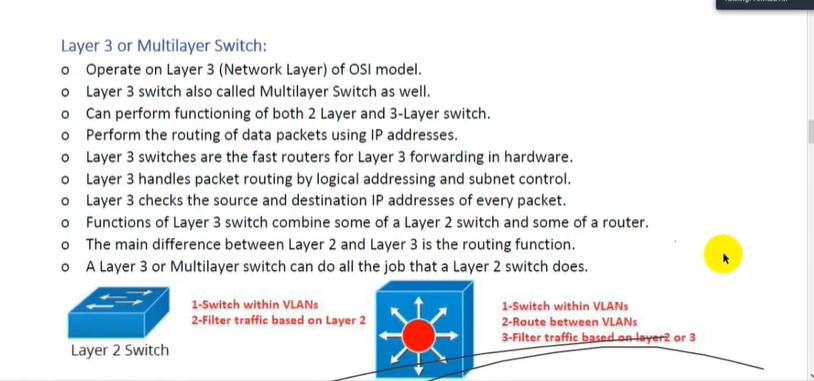 Layer 3 or Multilayer Switch:
o Operate on Layer 3 (Network Layer) of OSI model.
o Layer 3 switch also called Multilayer Switch as well.
o Can perform functioning of both 2 Layer and 3-Layer switch.
o Perform the routing of data packets using IP addresses.
o Layer 3 switches are the fast routers for Layer 3 forwarding in hardware.
o Layer 3 handles packet routing by logical addressing and subnet control.
o Layer 3 checks the source and destination IP addresses of every packet.
o Functions of Layer 3 switch combine some of a Layer 2 switch and some of a router.
o The main difference between Layer 2 and Layer 3 is the routing function.
o A Layer 3 or Multilayer switch can do all the job that a Layer 2 switch does.
1-Switch within VLANs
2-Filter traffic based on Layer 2
Layer 2 Switch
1-Switch within VLANs
2-Route between VLANs
3-Filter traffic based on layer2 or 3